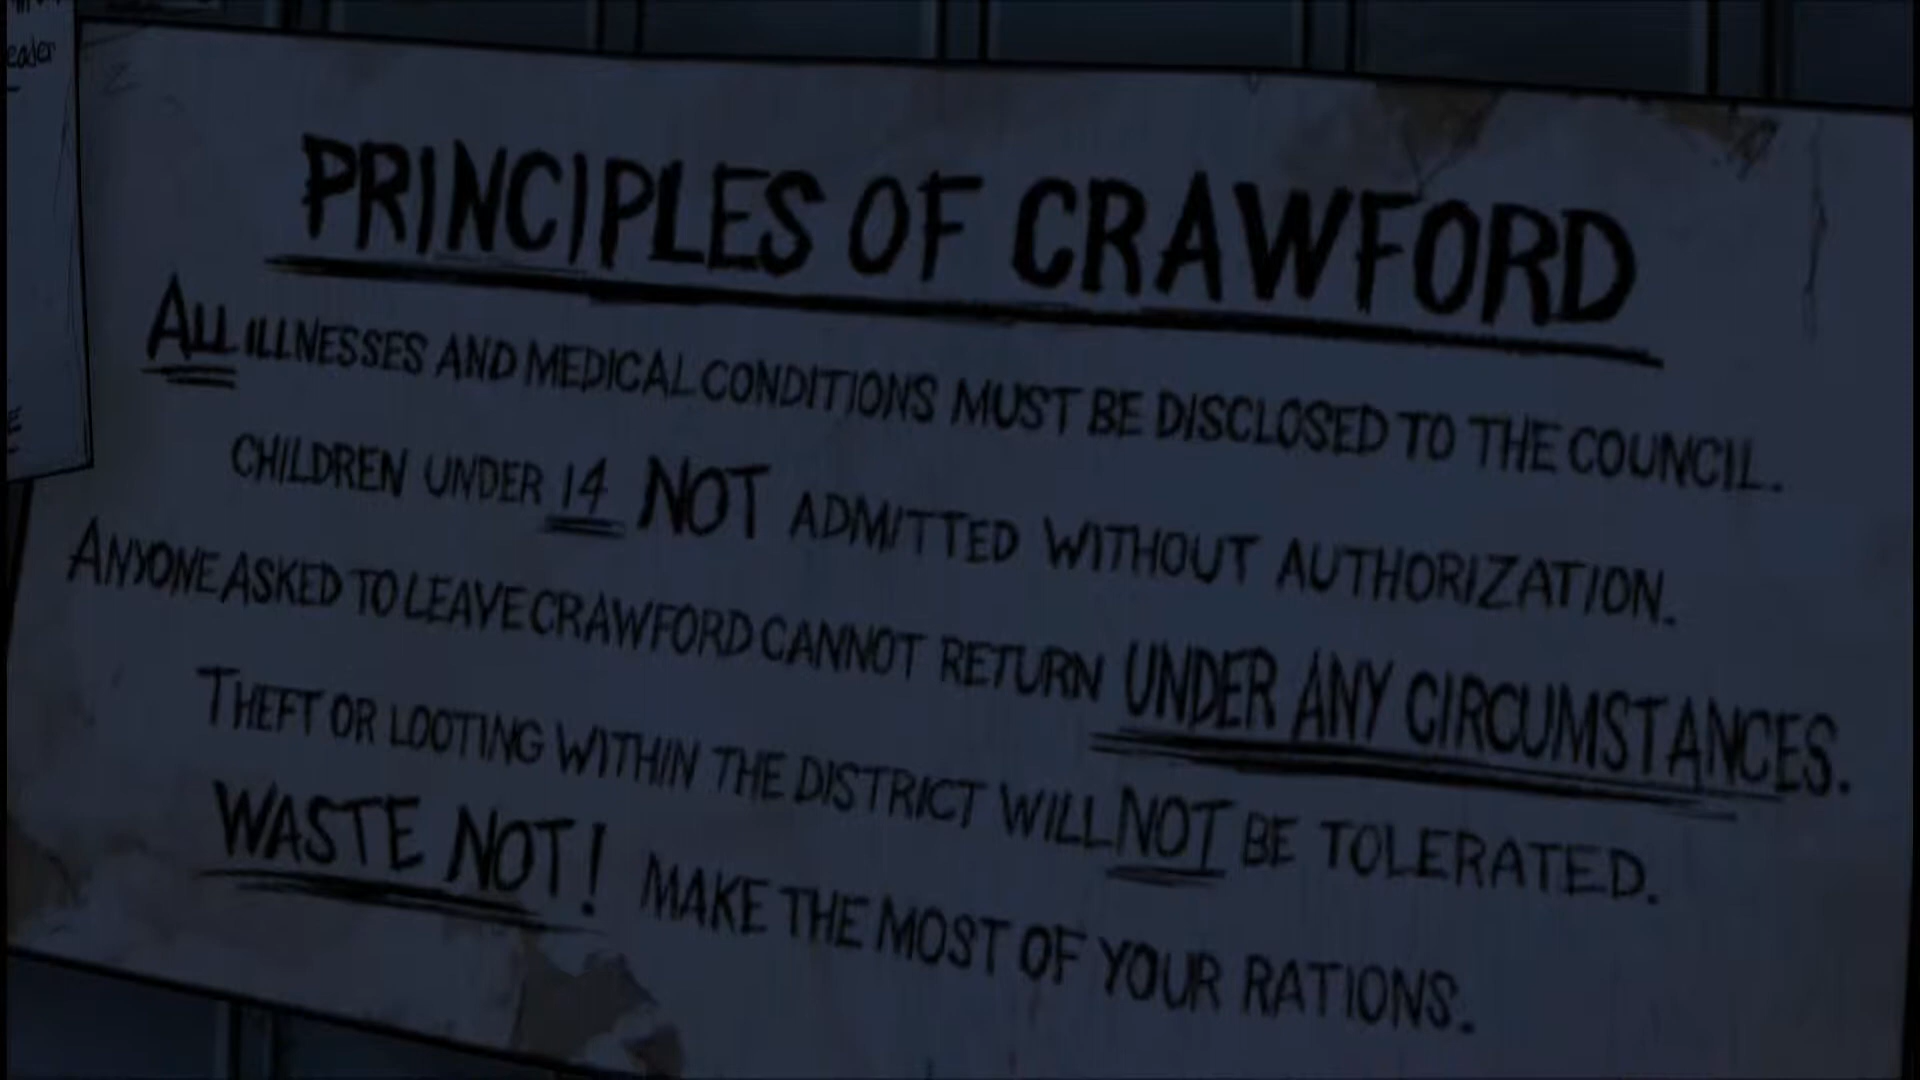 eader
PRINCIPLES OF CRAWFORD
ALL ILLNESSES AND MEDICAL CONDITIONS MUST BE DISCLOSED TO THE COUNCIL.
CHILDREN UNDER 14 NOT ADMITTED WITHOUT AUTHORIZATION.
ANYONE ASKED TO LEAVE CRAWFORD CANNOT RETURN UNDER ANY CIRCUMSTANCES.
THEFT OR LOOTING WITHIN THE DISTRICT WILL NOT BE TOLERATED.
WASTE NOT! MAKE THE MOST OF YOUR RATIONS.